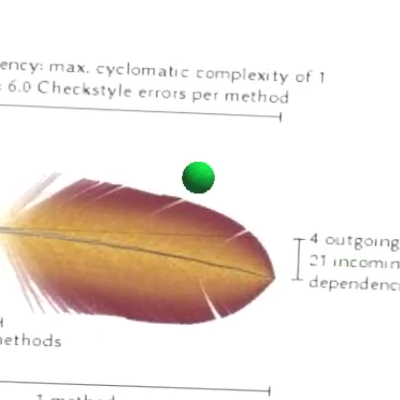 ency: max. cyclomatic complexity of 1
6.0 Checkstyle errors per method
4 outgoing
21 incomin
dependenc
methods
1 method